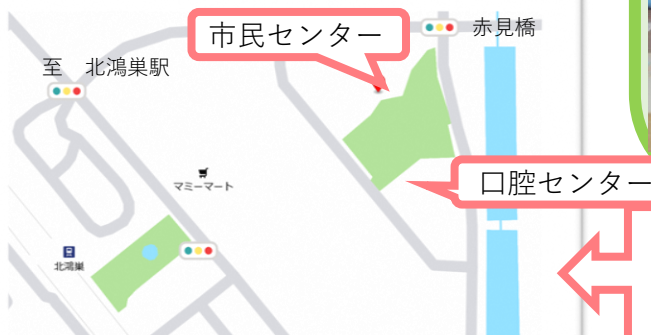 市民センター
赤見橋
至　北鴻巣駅
マミーマート
口腔センター
北鴻巣